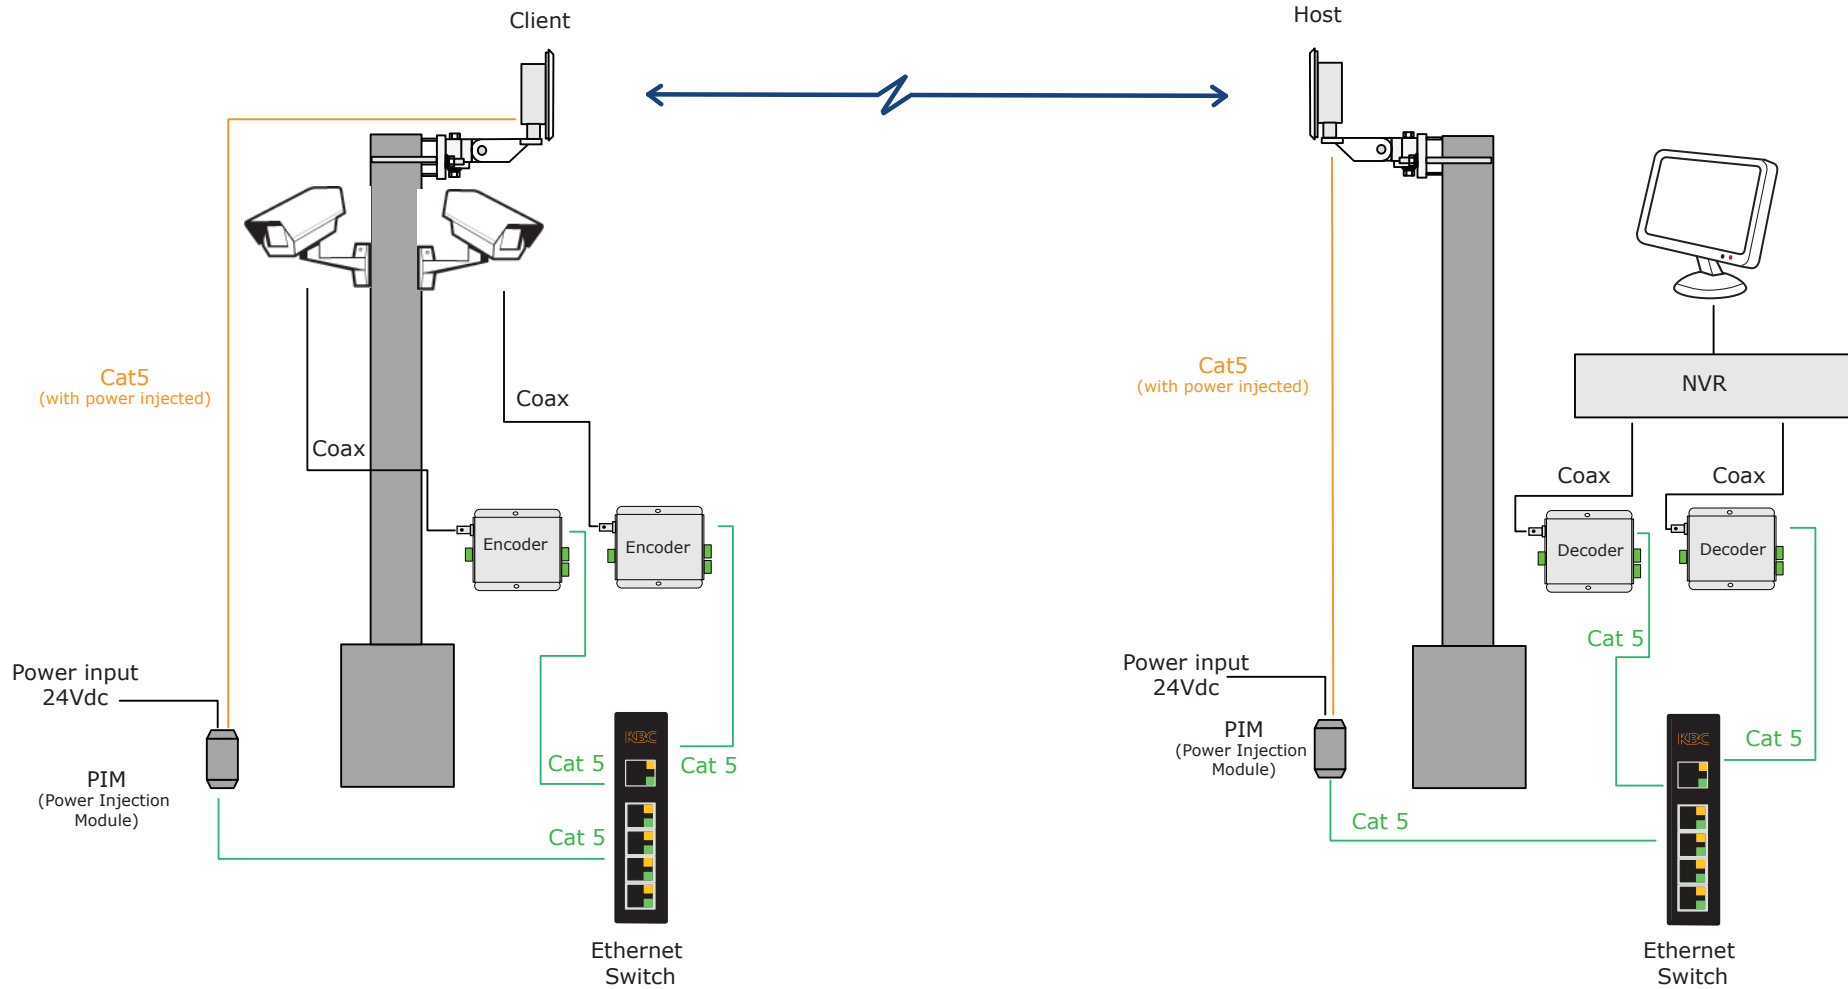 Client
Host
Cat5
(with power injected)
Coax
Coax
Encoder
Encoder
Power input
24Vdc
PIM
(Power Injection
Module)
KBC
Cat 5
Cat 5
Cat 5
Ethernet
Switch
Cat5
(with power injected)
NVR
Coax
Coax
Decoder
Decoder
Cat 5
Power input
24Vdc
PIM
(Power Injection
Module)
KBC
Cat 5
Cat 5
Ethernet
Switch